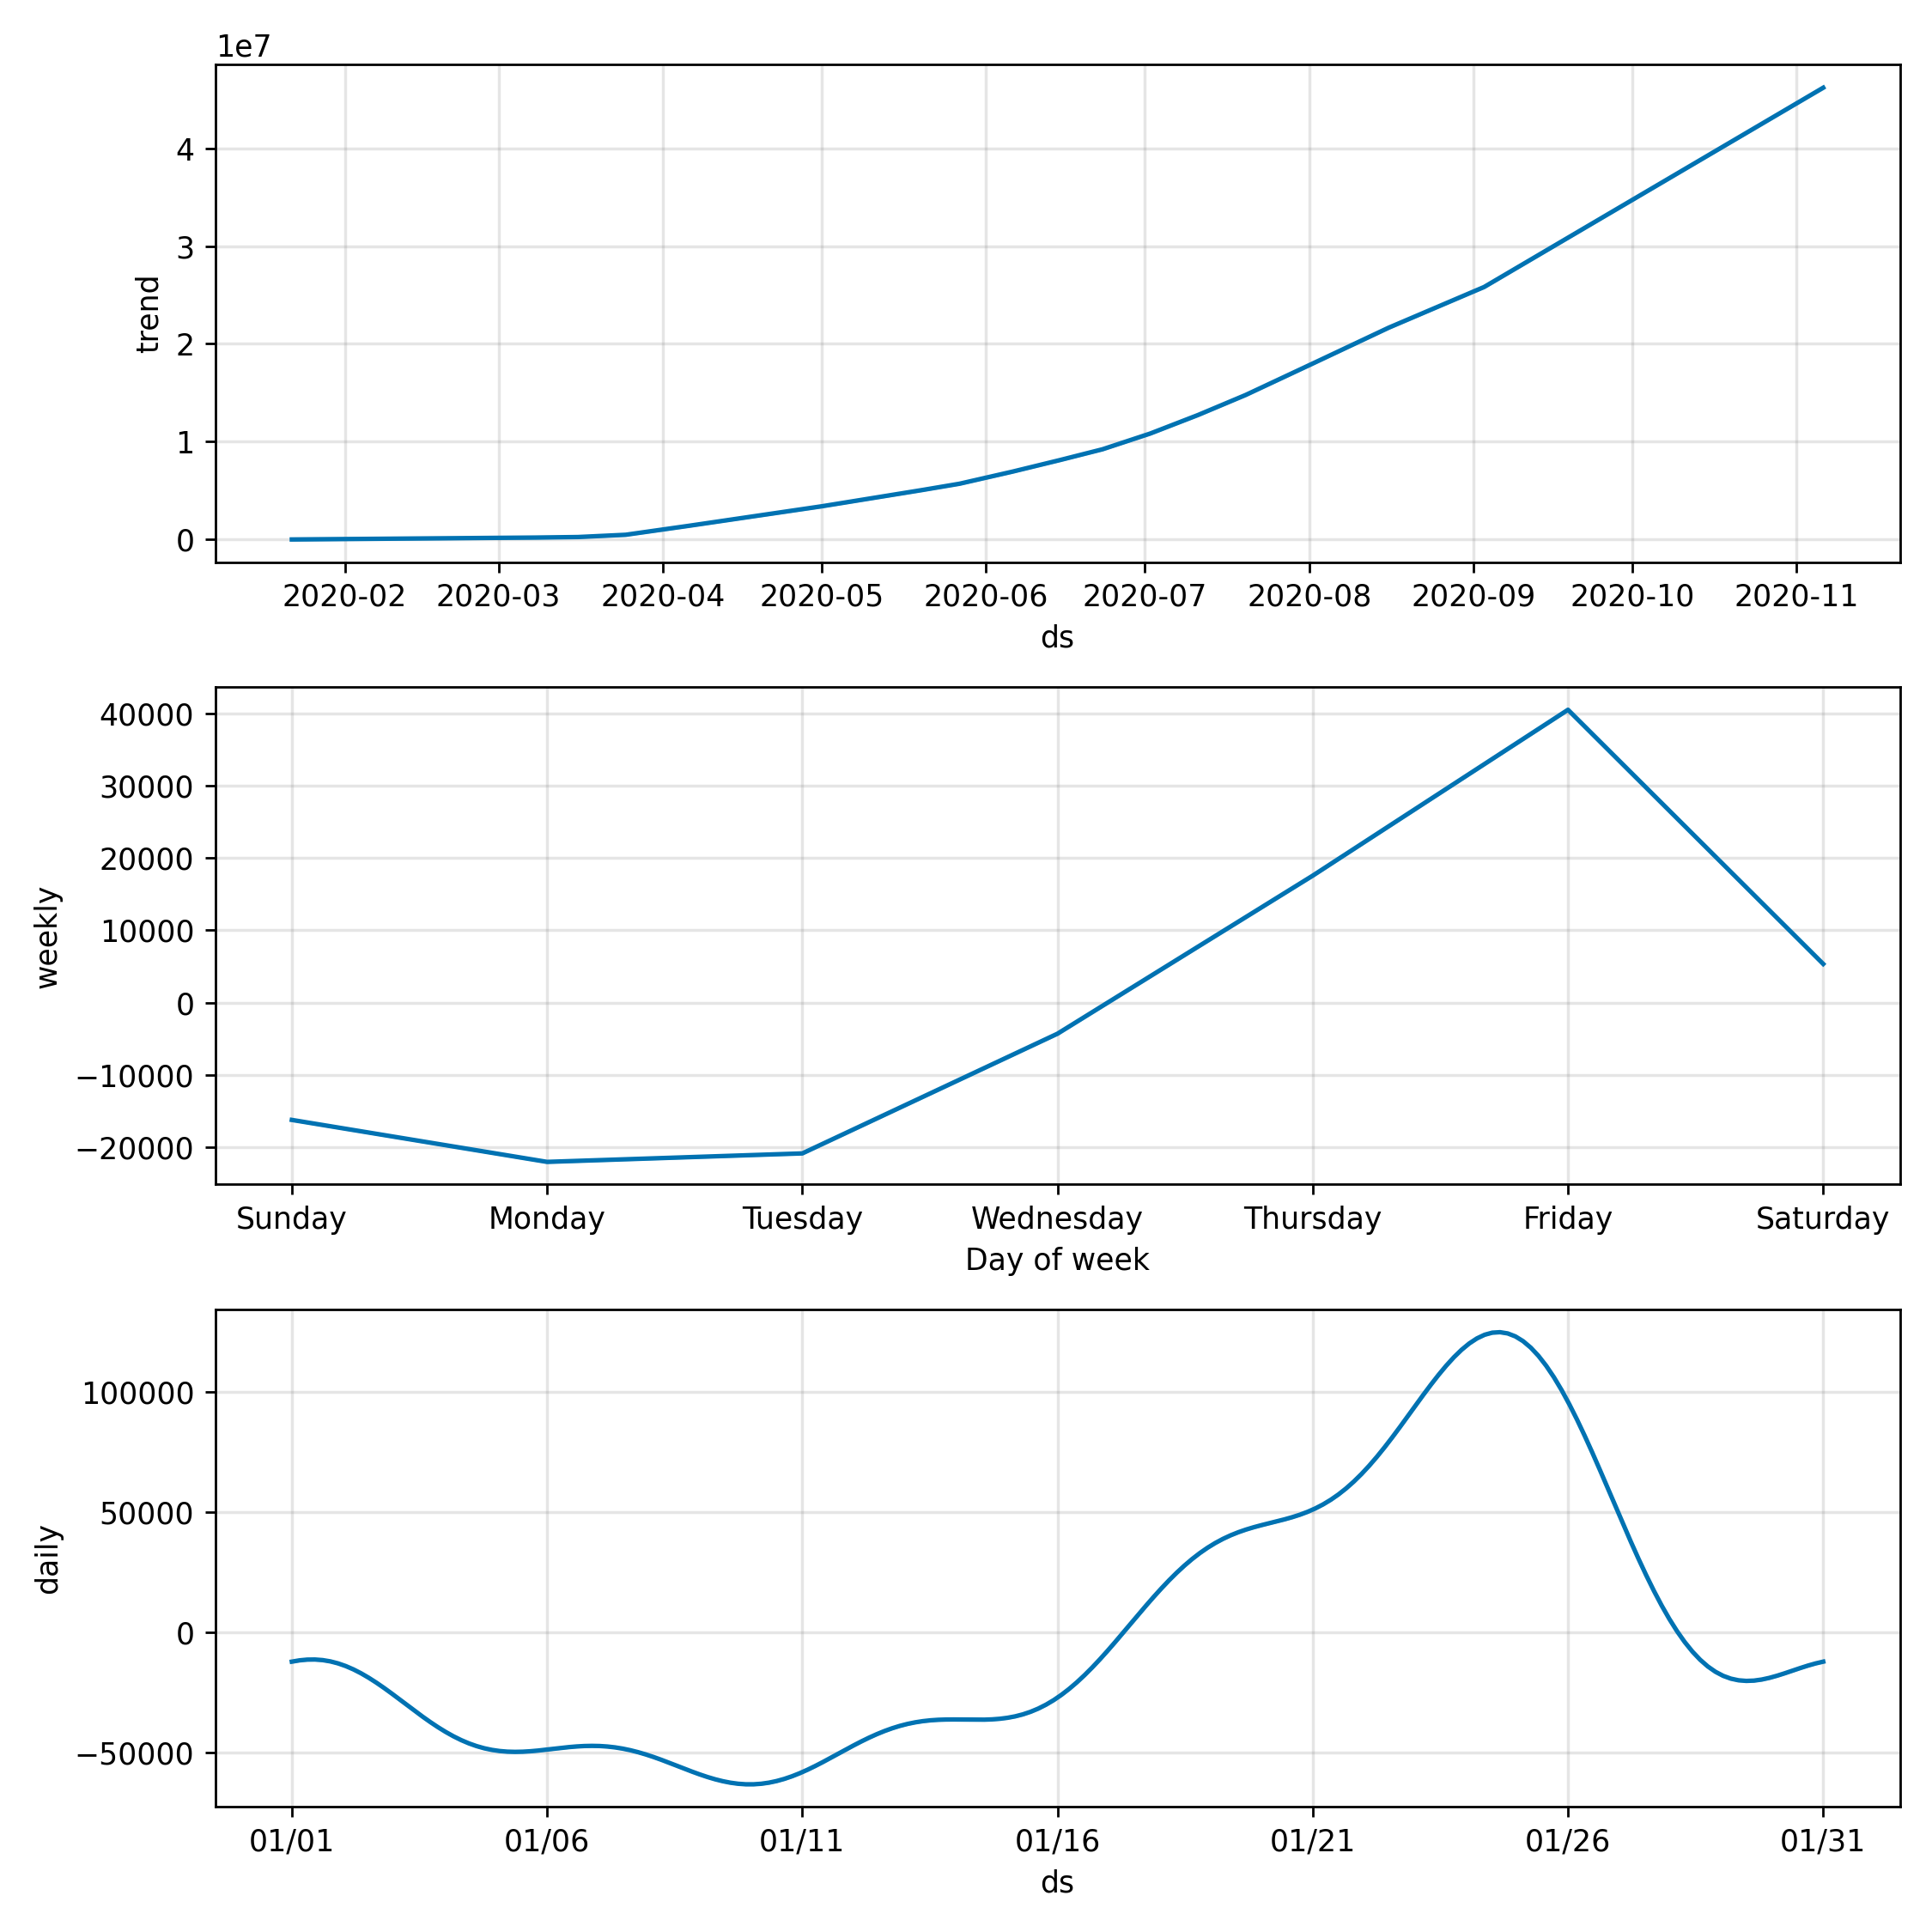 1e7
4
3
2
1
0
trend
2020-02 2020-03 2020-04 2020-05 2020-06 2020-07 2020-08 2020-09 2020-10 2020-11
ds
40000
30000
20000
10000
0
−10000
−20000
weekly
Sunday Monday Tuesday Wednesday Thursday Friday Saturday
Day of week
100000
50000
0
−50000
daily
01/01 01/06 01/11 01/16 01/21 01/26 01/31
ds